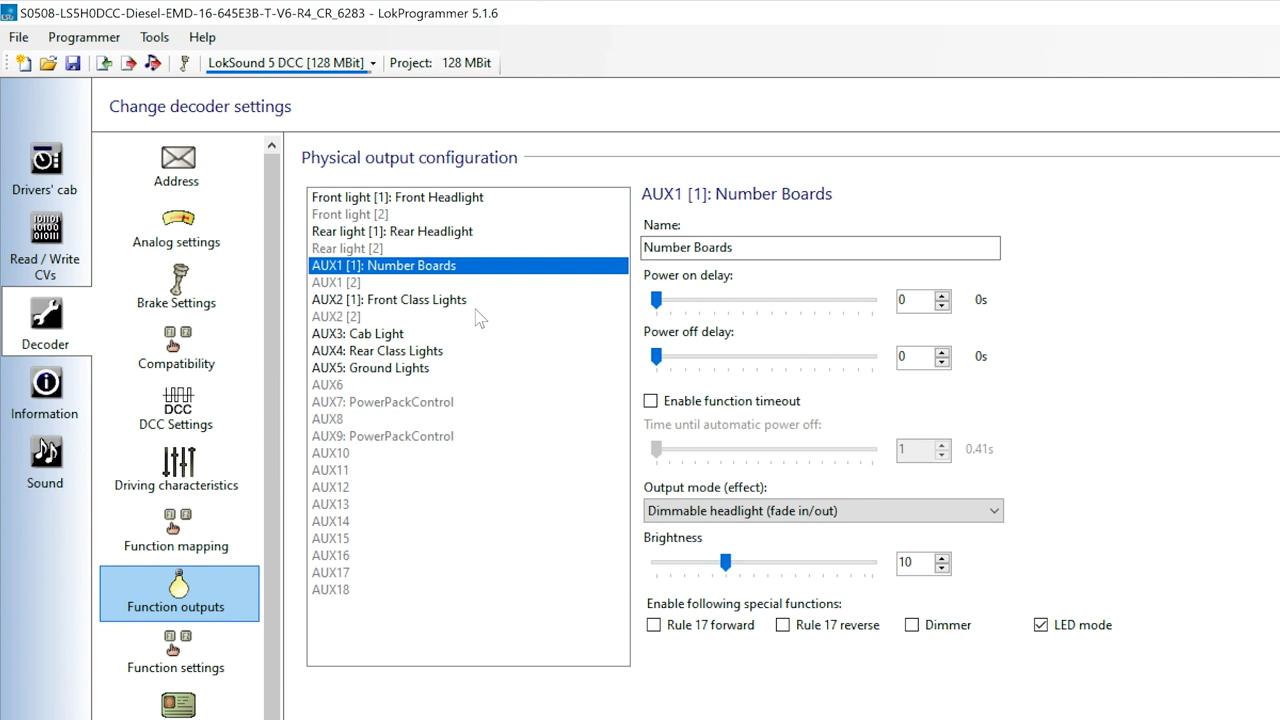 S0508-LS5H0DCC-Diesel-EMD-16-645E3B-T-V6-R4_CR_6283 - LokProgrammer 5.1.6
File Programmer Tools Help
LokSound 5 DCC [128 MBit] Project: 128 MBit
Change decoder settings
Drivers' cab
Read / Write
CVs
Decoder
Information
Sound
Address
Analog settings
Brake Settings
Compatibility
DCC
DCC Settings
Driving characteristics
Function mapping
Function outputs
Function settings
Physical output configuration
Front light [1]: Front Headlight
Front light [2]
Rear light [1]: Rear Headlight
Rear light [2]
AUX1 [1]: Number Boards
AUX1 [2]
AUX2 [1]: Front Class Lights
AUX2 [2]
AUX3: Cab Light
AUX4: Rear Class Lights
AUX5: Ground Lights
AUX6
AUX7: PowerPackControl
AUX8
AUX9: PowerPackControl
AUX10
AUX11
AUX12
AUX13
AUX14
AUX15
AUX16
AUX17
AUX18
AUX1 [1]: Number Boards
Name:
Number Boards
Power on delay:
0 0s
Power off delay:
0 0s
Enable function timeout
Time until automatic power off:
1 0.41s
Output mode (effect):
Dimmable headlight (fade in/out)
Brightness
10
Enable following special functions:
Rule 17 forward Rule 17 reverse Dimmer LED mode